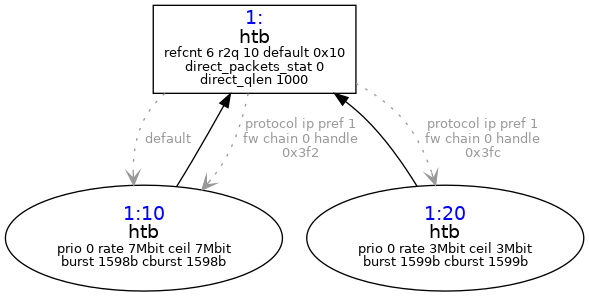 1:
htb
refcnt 6 r2q 10 default 0x10
direct_packets_stat 0
direct_qlen 1000
default
protocol ip pref 1
fw chain 0 handle
0x3f2
protocol ip pref 1
fw chain 0 handle
0x3fc
1:10
htb
prio 0 rate 7Mbit ceil 7Mbit
burst 1598b cburst 1598b
1:20
htb
prio 0 rate 3Mbit ceil 3Mbit
burst 1599b cburst 1599b